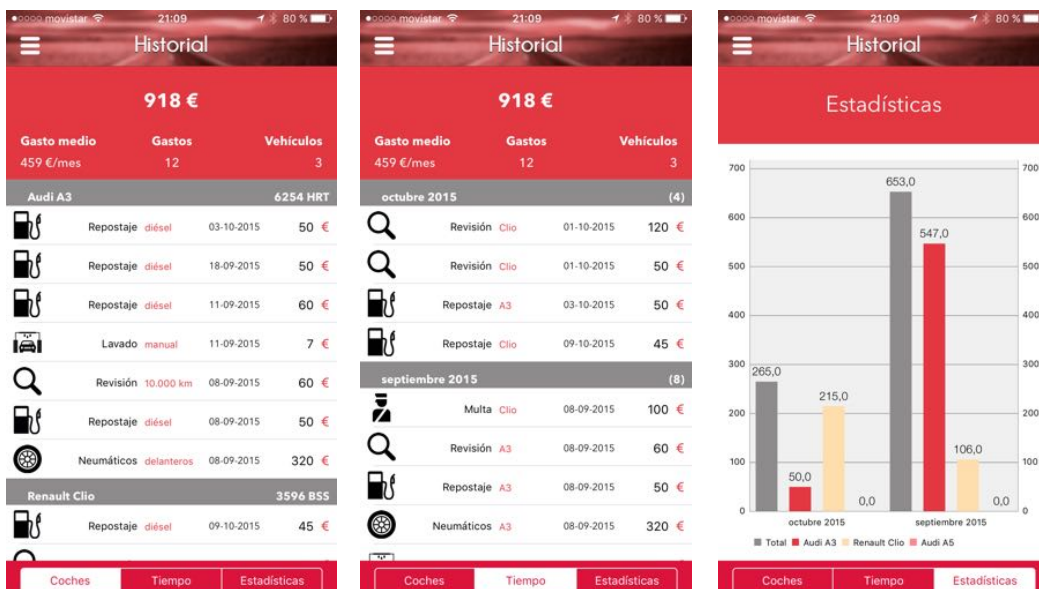 ●○○○○ movistar 21:09 80 %
Historial
918 €
Gasto medio Gastos Vehículos
459 €/mes 12 3
Audi A3 6254 HRT
Repostaje diésel 03-10-2015 50 €
Repostaje diésel 18-09-2015 50 €
Repostaje diésel 11-09-2015 60 €
Lavado manual 11-09-2015 7 €
Revisión 10.000 km 08-09-2015 60 €
Repostaje diésel 08-09-2015 50 €
Neumáticos delanteros 08-09-2015 320 €
Renault Clio 3596 BSS
Repostaje diésel 09-10-2015 45 €
Coches Tiempo Estadísticas
●○○○○ movistar 21:09 80 %
Historial
918 €
Gasto medio Gastos Vehículos
459 €/mes 12 3
octubre 2015 (4)
Revisión Clio 01-10-2015 120 €
Revisión Clio 01-10-2015 50 €
Repostaje A3 03-10-2015 50 €
Repostaje Clio 09-10-2015 45 €
septiembre 2015 (8)
Multa Clio 08-09-2015 100 €
Revisión A3 08-09-2015 60 €
Repostaje A3 08-09-2015 50 €
Neumáticos A3 08-09-2015 320 €
Coches Tiempo Estadísticas
●○○○○ movistar 21:09 80 %
Historial
Estadísticas
700 700
653,0
600 600
547,0
500 500
400 400
300 300
265,0
215,0
200 200
106,0
100 100
50,0
0,0 0,0
0 0
octubre 2015 septiembre 2015
Total Audi A3 Renault Clio Audi A5
Coches Tiempo Estadísticas